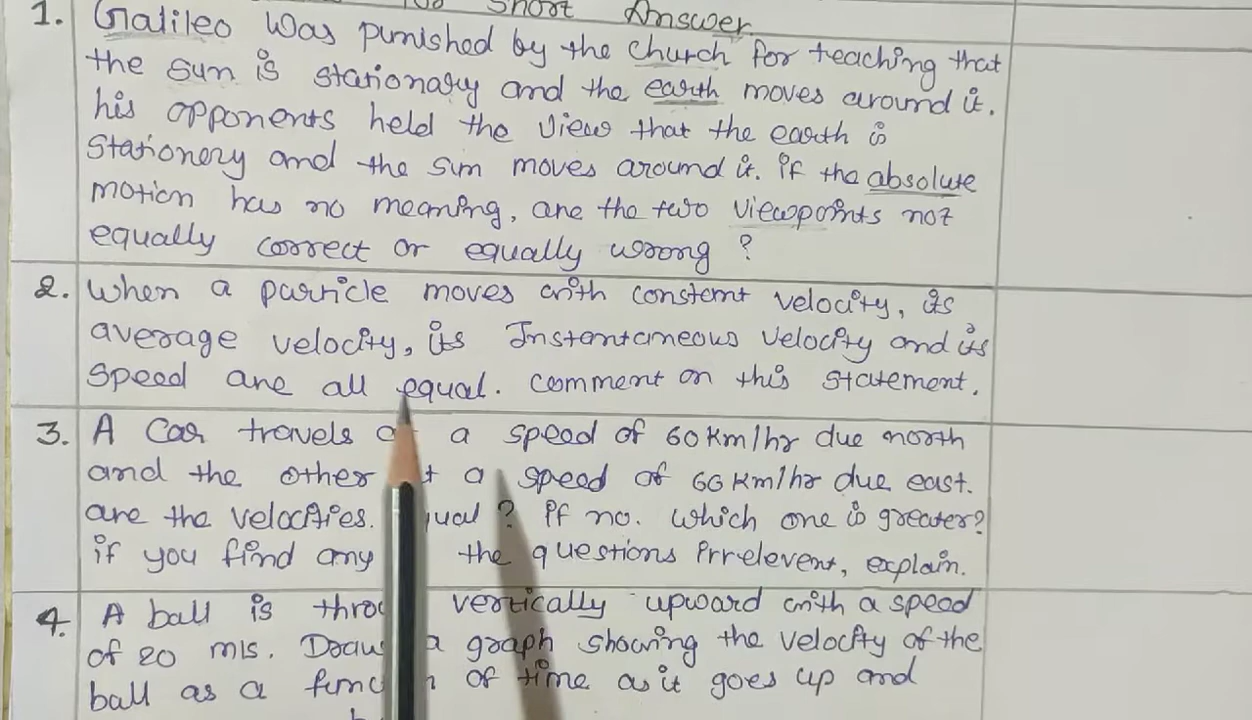 Short Answer
1. Galileo was punished by the church for teaching that
the sun is stationary and the earth moves around it.
his opponents held the view that the earth is
Stationery and the sun moves around it. if the absolute
motion has no meaning, are the two viewpoints not
equally correct or equally wrong ?
2. When a particle moves with constant velocity, its
average velocity, its Instantaneous velocity and its
Speed are all equal. comment on this statement.
3. A Car travels a speed of 60 km/hr due north
and the other a speed of 60 km/hr due east.
are the velocities. ? if no. which one is greater?
if you find any the questions irrelevent, explain.
4. A ball is vertically upward with a speed
of 20 m/s. a graph showing the velocity of the
ball as a of time as it goes up and